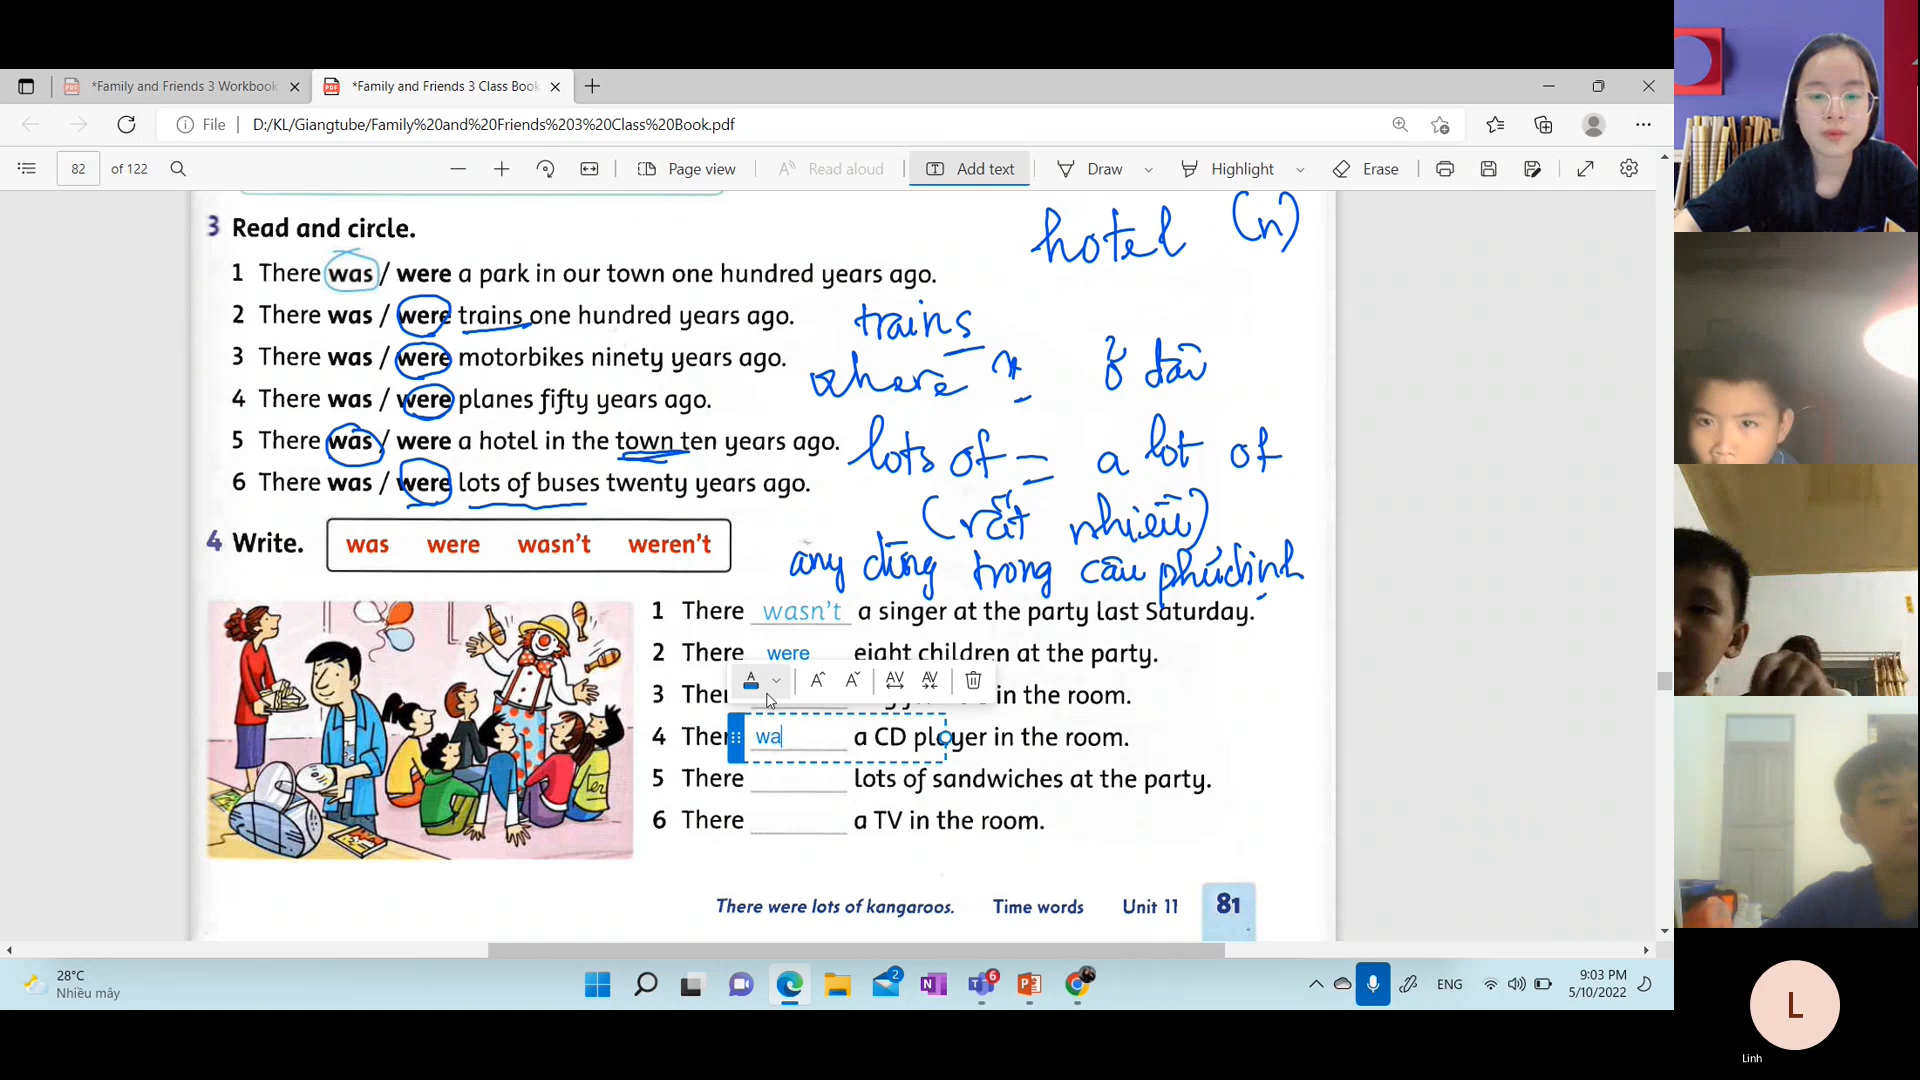 *Family and Friends 3 Workbook
*Family and Friends 3 Class Book
File D:/KL/Giangtube/Family%20and%20Friends%203%20Class%20Book.pdf
82 of 122
Page view
Read aloud
Add text
Draw
Highlight
Erase
3 Read and circle.
hotel (n)
1 There was / were a park in our town one hundred years ago.
2 There was / were trains one hundred years ago.
trains
3 There was / were motorbikes ninety years ago.
where
ở đâu
4 There was / were planes fifty years ago.
5 There was / were a hotel in the town ten years ago.
lots of = a lot of
6 There was / were lots of buses twenty years ago.
(rất nhiều)
4 Write.
was were wasn't weren't
any dùng trong câu phủ định
1 There wasn't a singer at the party last Saturday.
2 There were eight children at the party.
3 Ther in the room.
4 Ther wa a CD player in the room.
5 There lots of sandwiches at the party.
6 There a TV in the room.
There were lots of kangaroos. Time words Unit 11 81
28°C
Nhiều mây
2
6
ENG
9:03 PM
5/10/2022
L
Linh